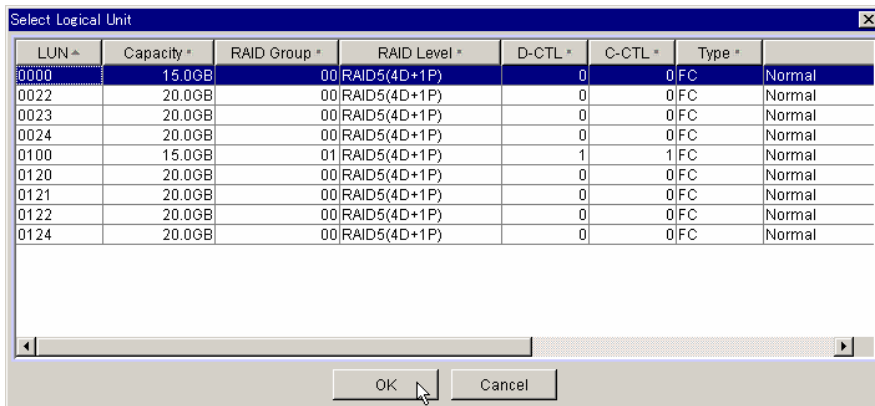 Select Logical Unit
LUN Capacity RAID Group RAID Level D-CTL C-CTL Type
0000 15.0GB 00 RAID5(4D+1P) 0 0 FC Normal
0022 20.0GB 00 RAID5(4D+1P) 0 0 FC Normal
0023 20.0GB 00 RAID5(4D+1P) 0 0 FC Normal
0024 20.0GB 00 RAID5(4D+1P) 0 0 FC Normal
0100 15.0GB 01 RAID5(4D+1P) 1 1 FC Normal
0120 20.0GB 00 RAID5(4D+1P) 0 0 FC Normal
0121 20.0GB 00 RAID5(4D+1P) 0 0 FC Normal
0122 20.0GB 00 RAID5(4D+1P) 0 0 FC Normal
0124 20.0GB 00 RAID5(4D+1P) 0 0 FC Normal
OK Cancel